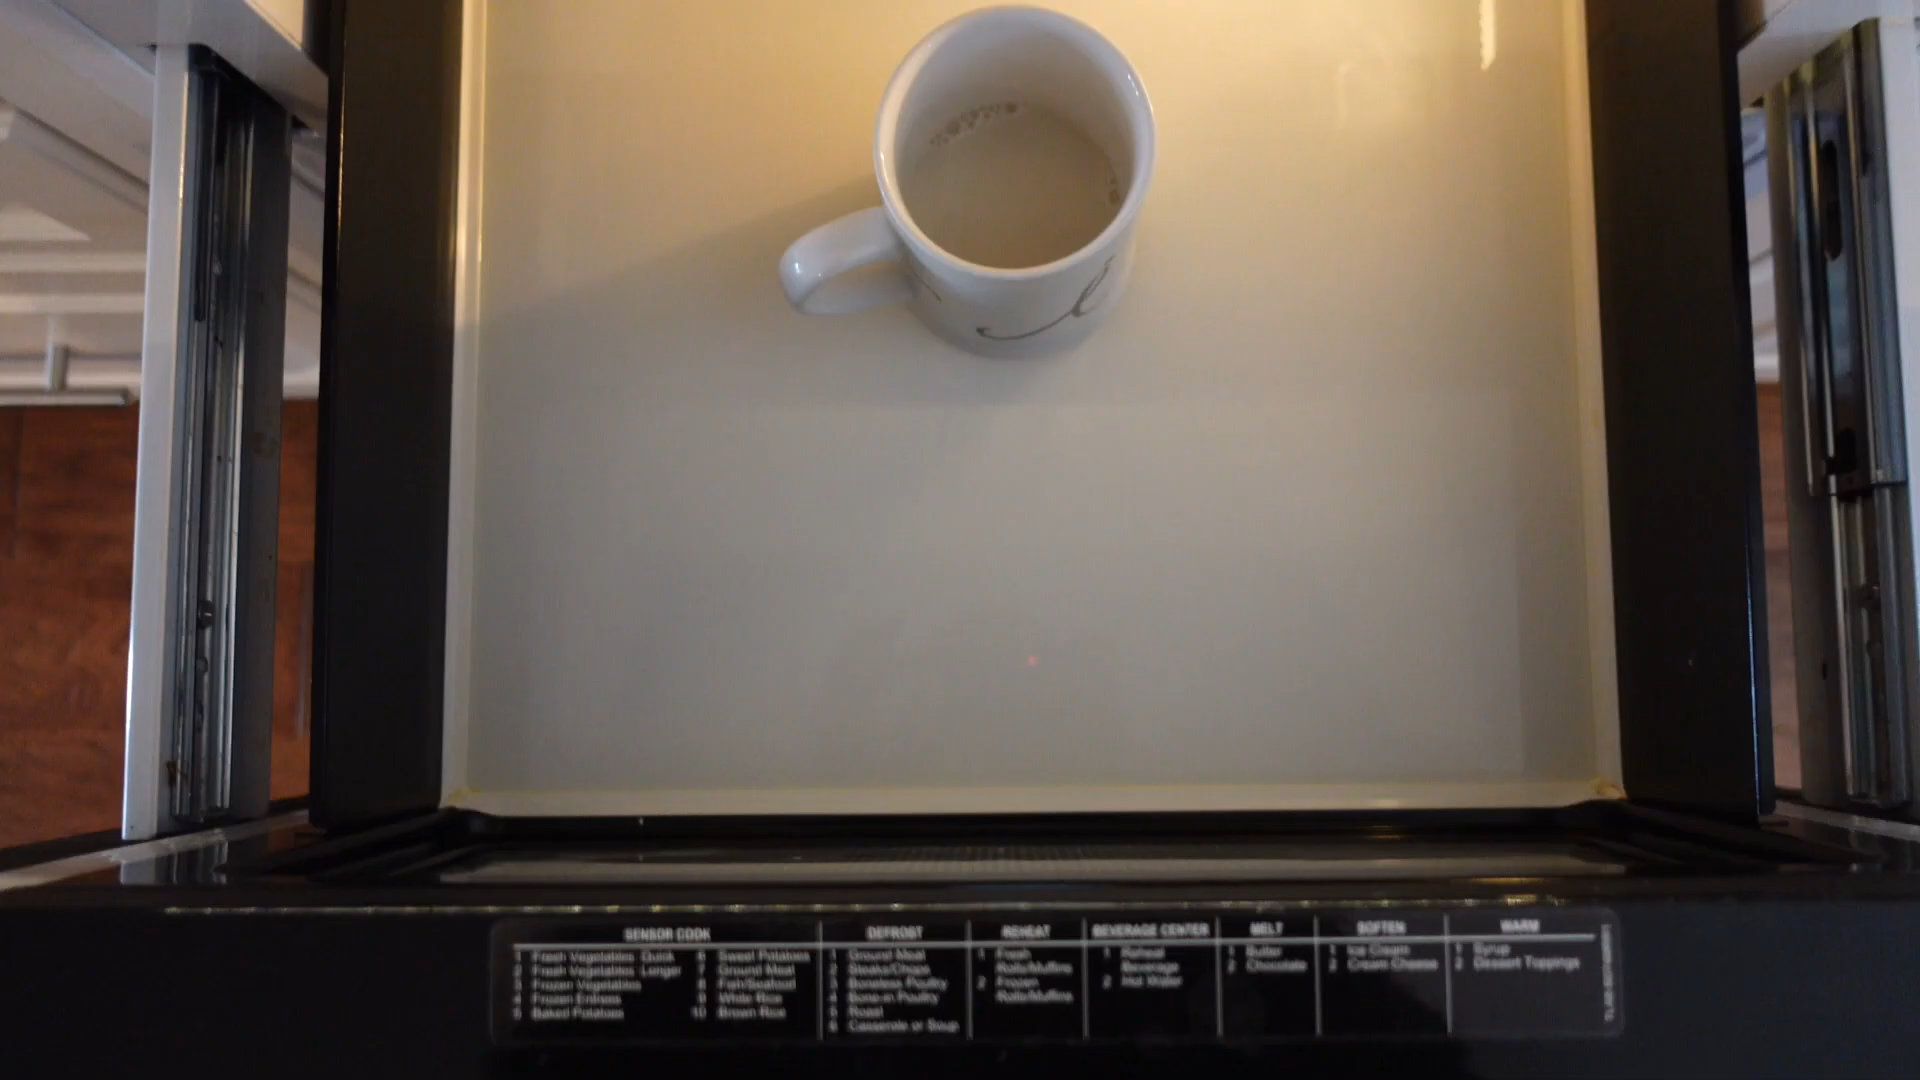 SENSOR COOK
1 Fresh Vegetables: Quick
2 Fresh Vegetables: Longer
3 Frozen Vegetables
4 Frozen Entrees
5 Baked Potatoes
6 Sweet Potatoes
7 Ground Meat
8 Fish/Seafood
9 White Rice
10 Brown Rice
DEFROST
1 Ground Meat
2 Steaks/Chops
3 Boneless Poultry
4 Bone-in Poultry
5 Roast
6 Casserole or Soup
REHEAT
1 Fresh
Rolls/Muffins
2 Frozen
Rolls/Muffins
BEVERAGE CENTER
1 Reheat
Beverage
2 Hot Water
MELT
1 Butter
2 Chocolate
SOFTEN
1 Ice Cream
2 Cream Cheese
WARM
1 Syrup
2 Dessert Toppings